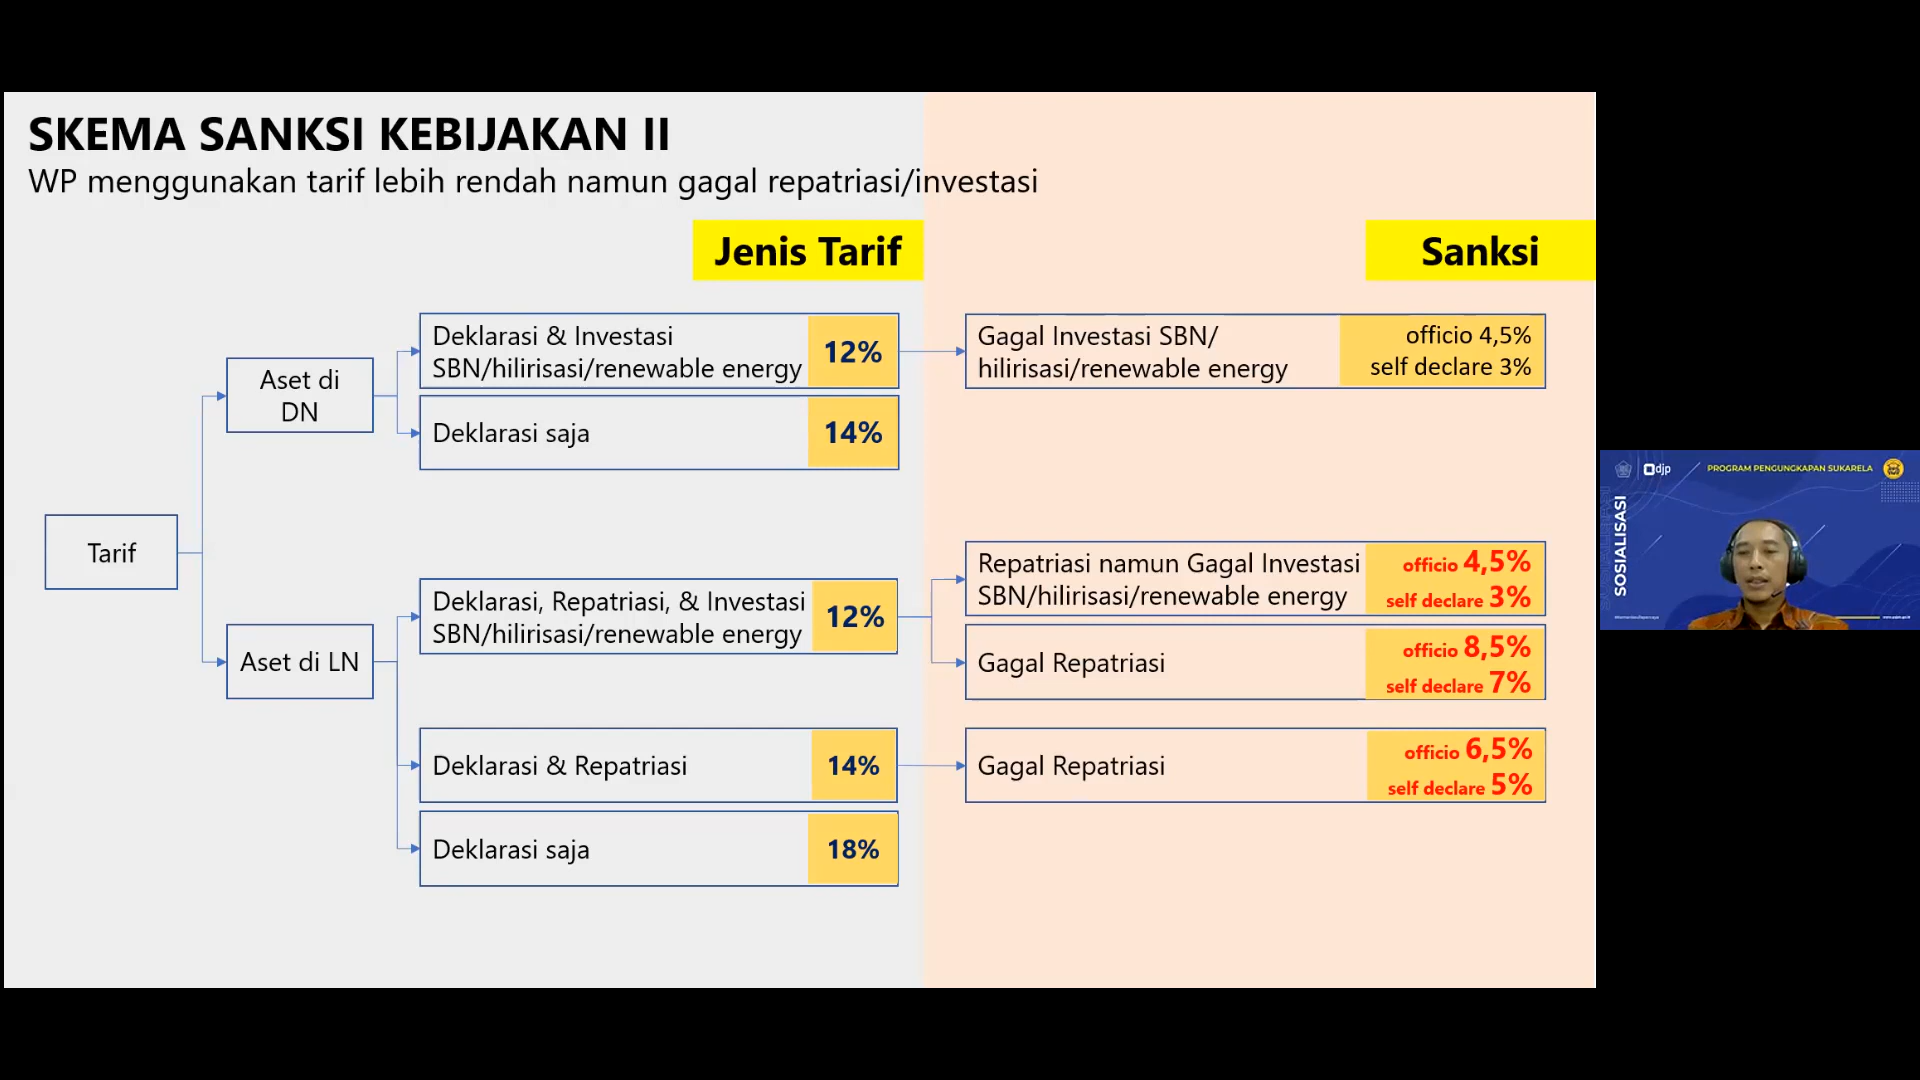 SKEMA SANKSI KEBIJAKAN II
WP menggunakan tarif lebih rendah namun gagal repatriasi/investasi
Jenis Tarif
Sanksi
Tarif
Aset di
DN
Deklarasi & Investasi
SBN/hilirisasi/renewable energy
12%
Gagal Investasi SBN/
hilirisasi/renewable energy
officio 4,5%
self declare 3%
Deklarasi saja
14%
Aset di LN
Deklarasi, Repatriasi, & Investasi
SBN/hilirisasi/renewable energy
12%
Repatriasi namun Gagal Investasi
SBN/hilirisasi/renewable energy
officio 4,5%
self declare 3%
Gagal Repatriasi
officio 8,5%
self declare 7%
Deklarasi & Repatriasi
14%
Gagal Repatriasi
officio 6,5%
self declare 5%
Deklarasi saja
18%
djp
PROGRAM PENGUNGKAPAN SUKARELA
SOSIALISASI